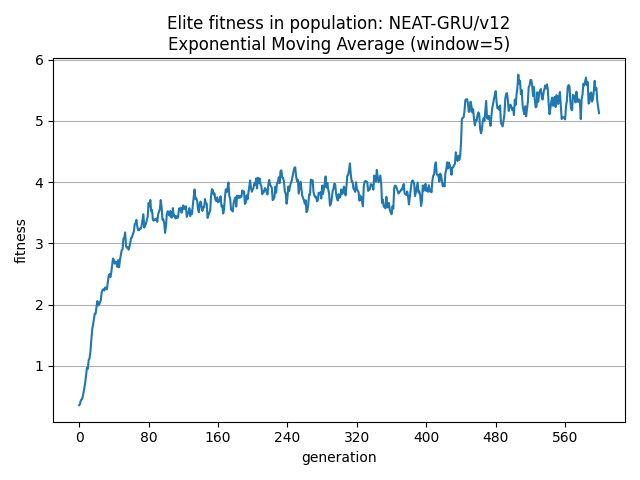 Elite fitness in population: NEAT-GRU/v12
Exponential Moving Average (window=5)
fitness
6
5
4
3
2
1
0 80 160 240 320 400 480 560
generation